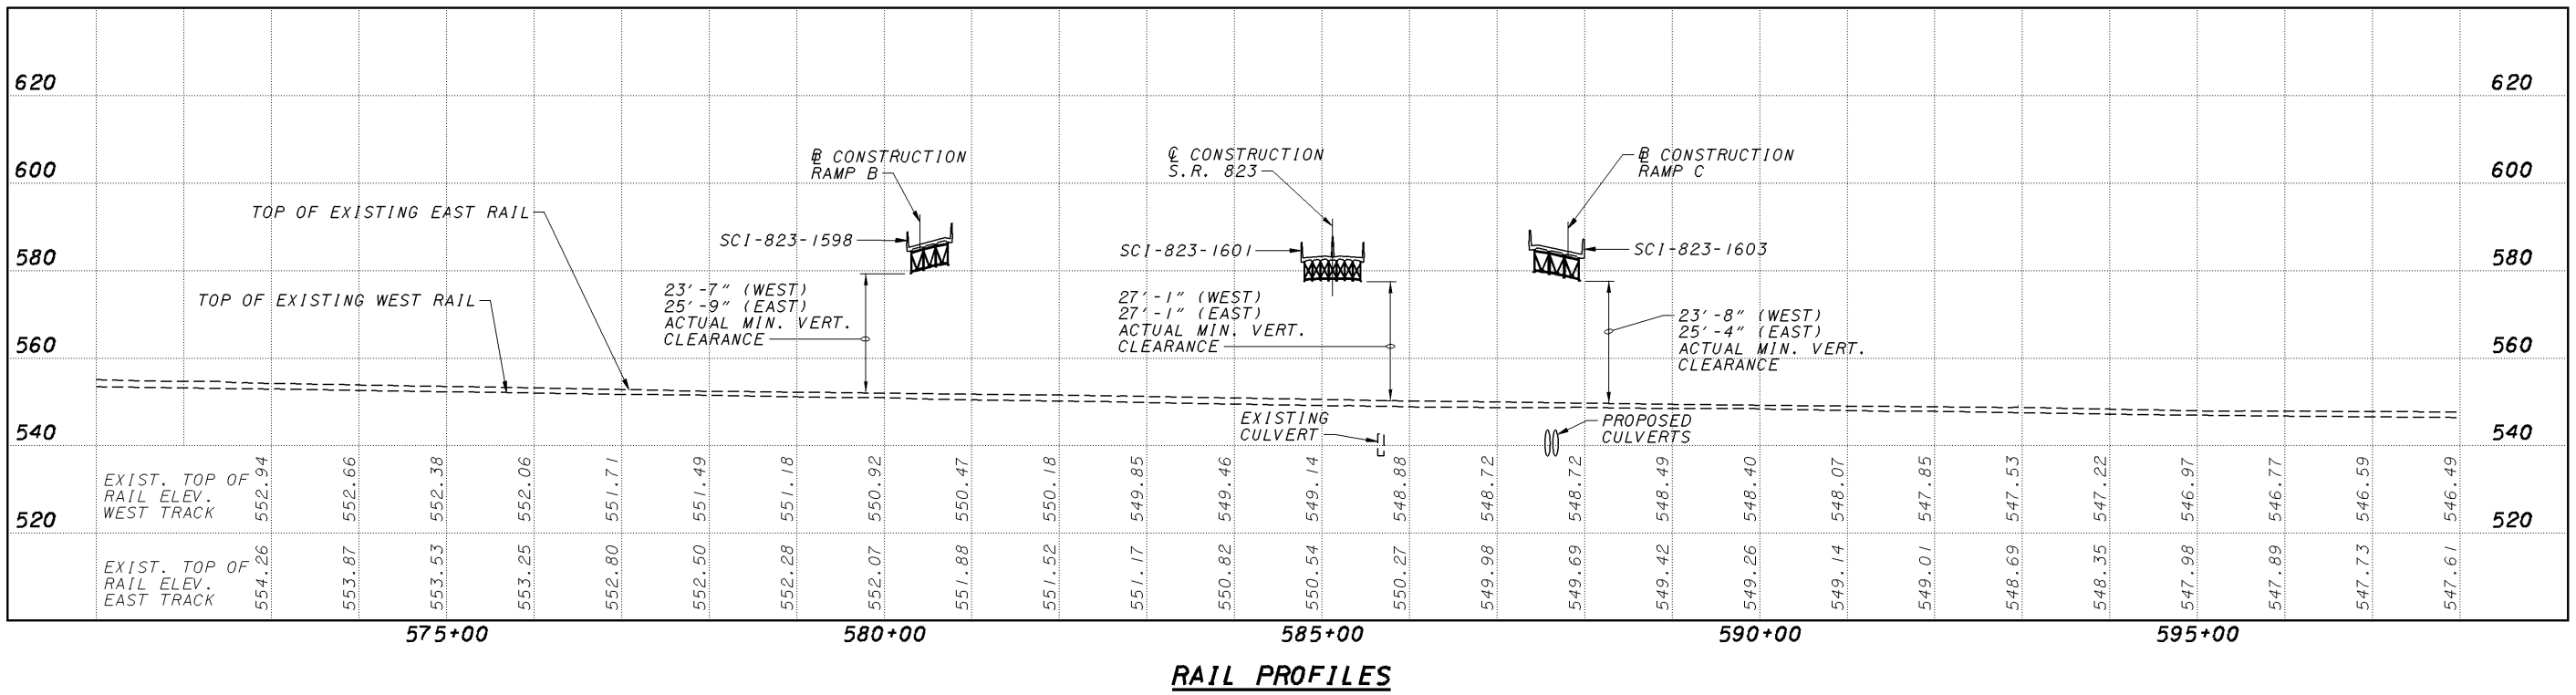 620
620
600
600
580
580
560
560
540
540
520
520
℄ CONSTRUCTION
S.R. 823
CONSTRUCTION
RAMP B
CONSTRUCTION
RAMP C
TOP OF EXISTING EAST RAIL
TOP OF EXISTING WEST RAIL
SCI-823-1598
SCI-823-1601
SCI-823-1603
23'-7" (WEST)
25'-9" (EAST)
ACTUAL MIN. VERT.
CLEARANCE
27'-1" (WEST)
27'-1" (EAST)
ACTUAL MIN. VERT.
CLEARANCE
23'-8" (WEST)
25'-4" (EAST)
ACTUAL MIN. VERT.
CLEARANCE
EXISTING
CULVERT
PROPOSED
CULVERTS
EXIST. TOP OF
RAIL ELEV.
WEST TRACK
552.94
552.66
552.38
552.06
551.71
551.49
551.18
550.92
550.47
550.18
549.85
549.46
549.14
548.88
548.72
548.72
548.49
548.40
548.07
547.85
547.53
547.22
546.97
546.77
546.59
546.49
EXIST. TOP OF
RAIL ELEV.
EAST TRACK
554.26
553.87
553.53
553.25
552.80
552.50
552.28
552.07
551.88
551.52
551.17
550.82
550.54
550.27
549.98
549.69
549.42
549.26
549.14
549.01
548.69
548.35
547.98
547.89
547.73
547.61
575+00
580+00
585+00
590+00
595+00
RAIL PROFILES